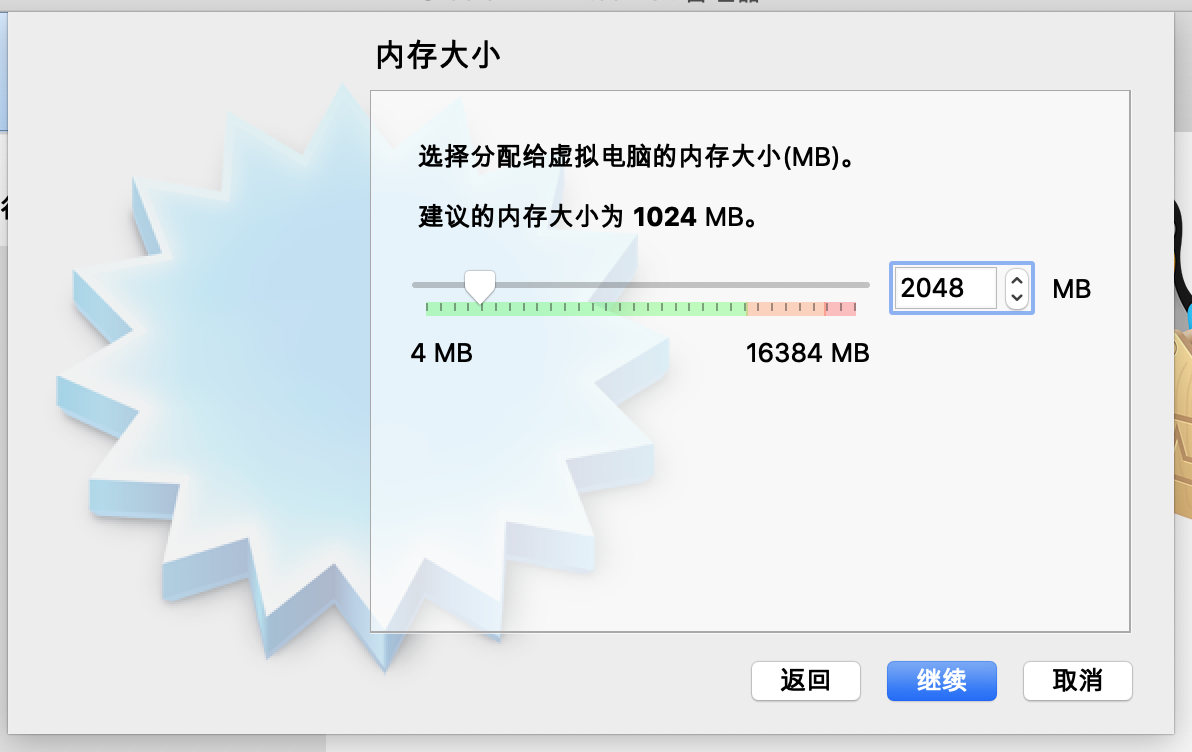 内存大小
选择分配给虚拟电脑的内存大小(MB)。
建议的内存大小为 1024 MB。
2048 MB
4 MB 16384 MB
返回 继续 取消